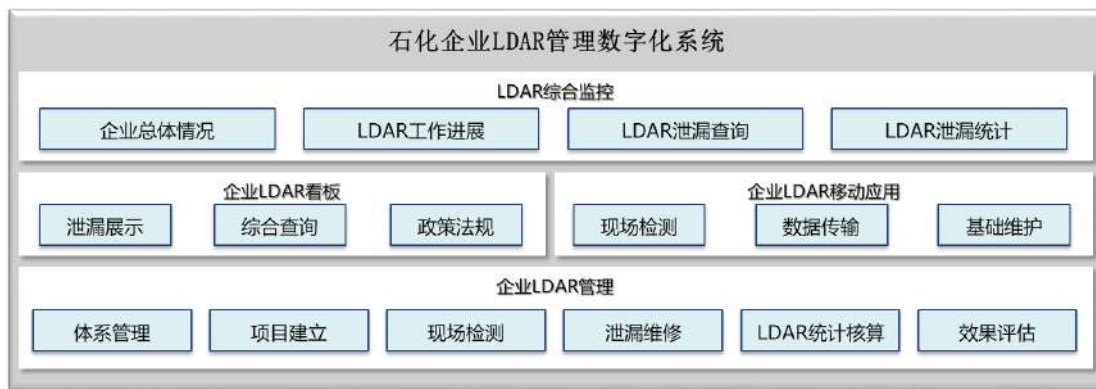 石化企业LDAR管理数字化系统
LDAR综合监控
企业总体情况 LDAR工作进展 LDAR泄漏查询 LDAR泄漏统计
企业LDAR看板 企业LDAR移动应用
泄漏展示 综合查询 政策法规 现场检测 数据传输 基础维护
企业LDAR管理
体系管理 项目建立 现场检测 泄漏维修 LDAR统计核算 效果评估